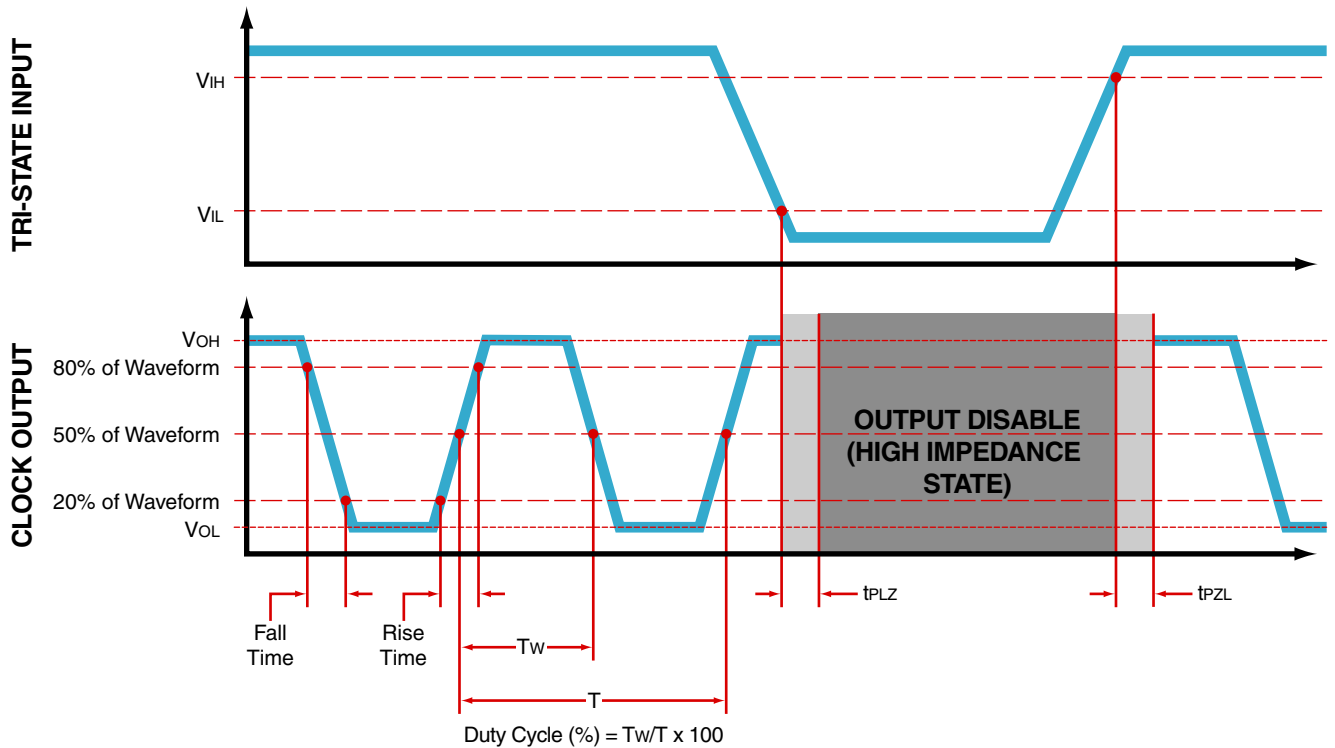 TRI-STATE INPUT
VIH
VIL
CLOCK OUTPUT
VOH
80% of Waveform
50% of Waveform
20% of Waveform
VOL
OUTPUT DISABLE
(HIGH IMPEDANCE
STATE)
tPLZ
tPZL
Fall
Time
Rise
Time
TW
T
Duty Cycle (%) = TW/T x 100